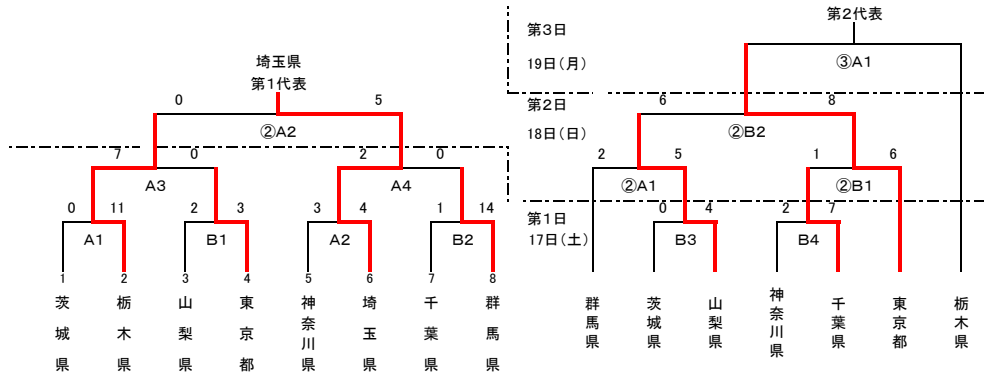 埼玉県
第1代表
0 5
②A2
7 0 2 0
A3 A4
0 11 2 3 3 4 1 14
A1 B1 A2 B2
1 2 3 4 5 6 7 8
茨城県 栃木県 山梨県 東京都 神奈川県 埼玉県 千葉県 群馬県
第2代表
第3日
19日(月)
③A1
第2日
6 8
18日(日)
②B2
2 5 1 6
②A1 ②B1
第1日
0 4 2 7
17日(土)
B3 B4
群馬県 茨城県 山梨県 神奈川県 千葉県 東京都 栃木県